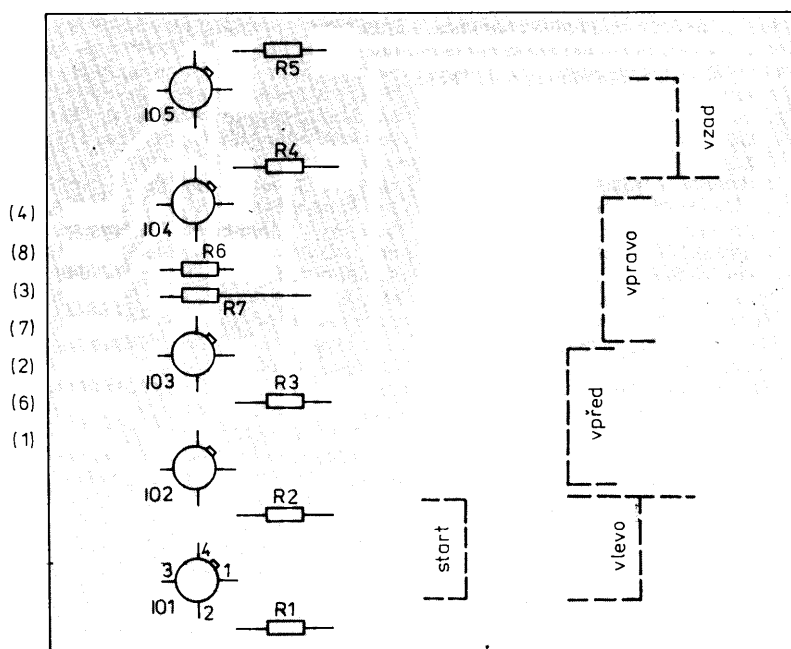 R5
IO5
vzad
R4
(4)
IO4
(8)
R6
vpravo
(3)
R7
(7)
IO3
(2)
R3
vpřed
(6)
(1)
IO2
R2
start
vlevo
4
3
1
IO1
2
R1